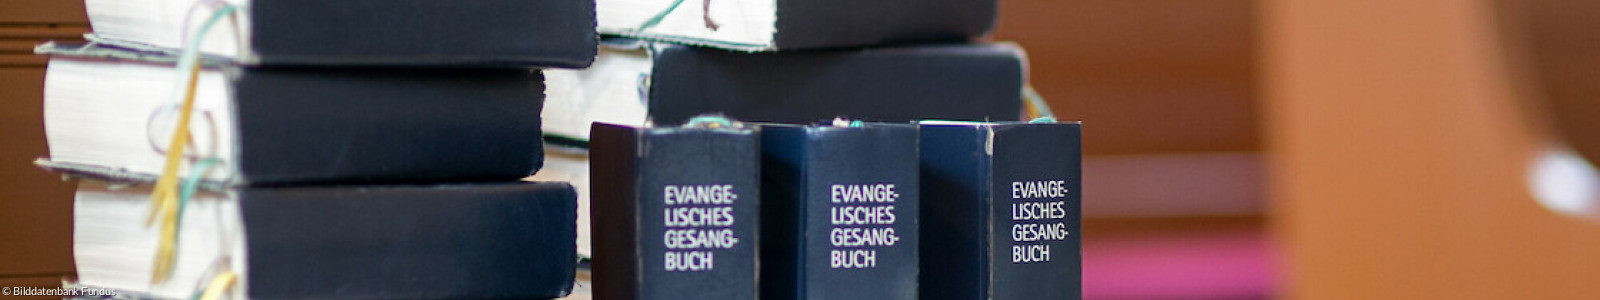 EVANGE-
LISCHES
GESANG-
BUCH
EVANGE-
LISCHES
GESANG-
BUCH
EVANGE-
LISCHES
GESANG-
BUCH
© Bilddatenbank Fundus